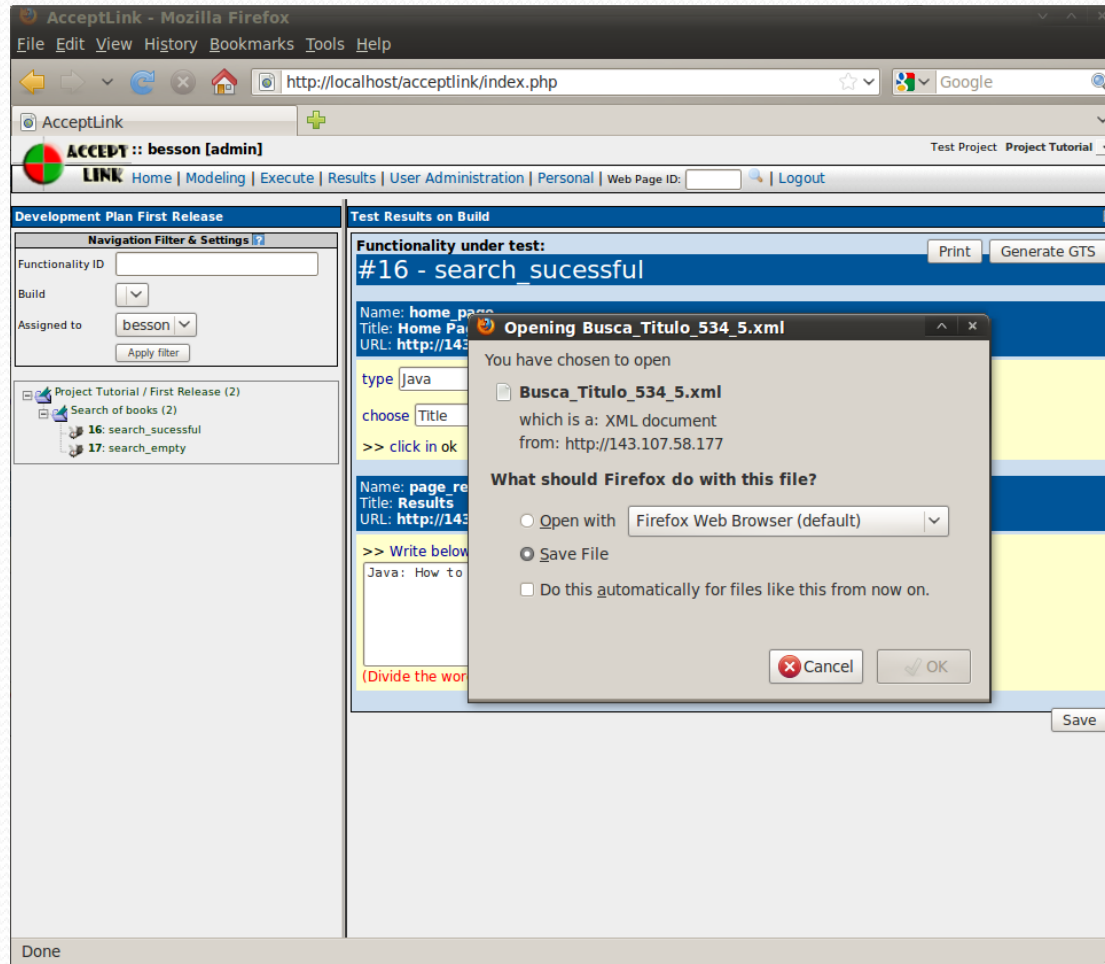 AcceptLink - Mozilla Firefox
File Edit View History Bookmarks Tools Help
http://localhost/acceptlink/index.php
Google
AcceptLink
ACCEPT LINK
:: besson [admin]
Test Project Project Tutorial
Home | Modeling | Execute | Results | User Administration | Personal | Web Page ID: | Logout
Development Plan First Release
Navigation Filter & Settings ?
Functionality ID
Build
Assigned to besson
Apply filter
Project Tutorial / First Release (2)
Search of books (2)
16: search_sucessful
17: search_empty
Test Results on Build
Functionality under test:
Print Generate GTS
#16 - search_sucessful
Name: home_page
Title: Home Pa
URL: http://143
type Java
choose Title
>> click in ok
Name: page_re
Title: Results
URL: http://143
>> Write below
Java: How to
(Divide the wor
Save
Opening Busca_Titulo_534_5.xml
You have chosen to open
Busca_Titulo_534_5.xml
which is a: XML document
from: http://143.107.58.177
What should Firefox do with this file?
Open with Firefox Web Browser (default)
Save File
Do this automatically for files like this from now on.
Cancel OK
Done